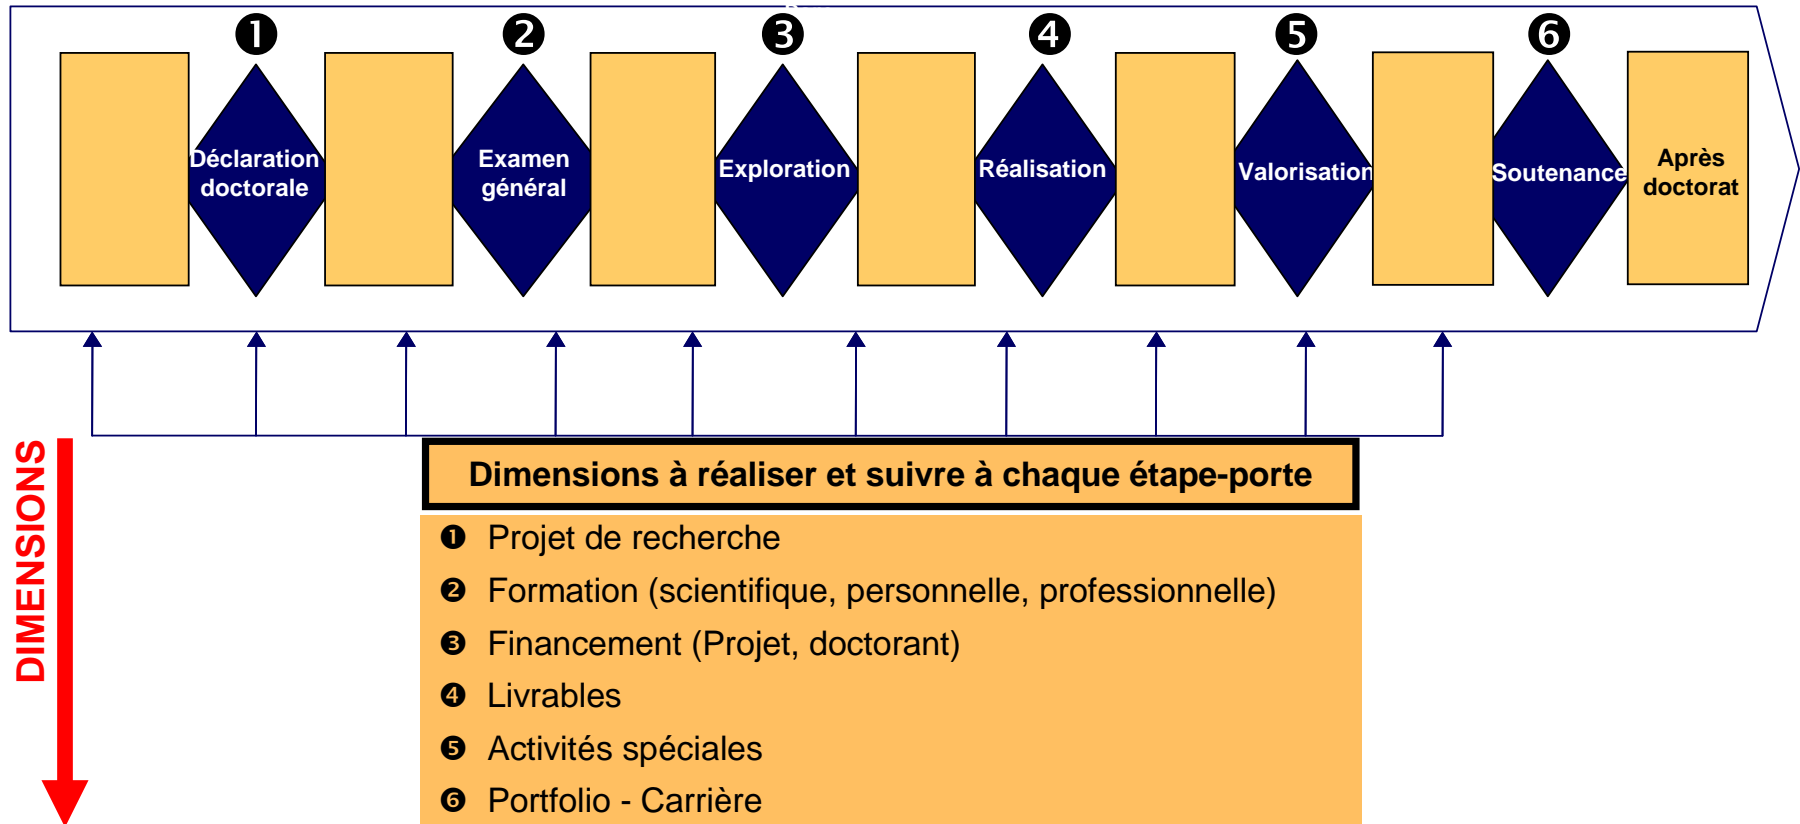 ❶ ❷ ❸ ❹ ❺ ❻
Déclaration
doctorale
Examen
général
Exploration
Réalisation
Valorisation
Soutenance
Après
doctorat
DIMENSIONS
Dimensions à réaliser et suivre à chaque étape-porte
❶ Projet de recherche
❷ Formation (scientifique, personnelle, professionnelle)
❸ Financement (Projet, doctorant)
❹ Livrables
❺ Activités spéciales
❻ Portfolio - Carrière